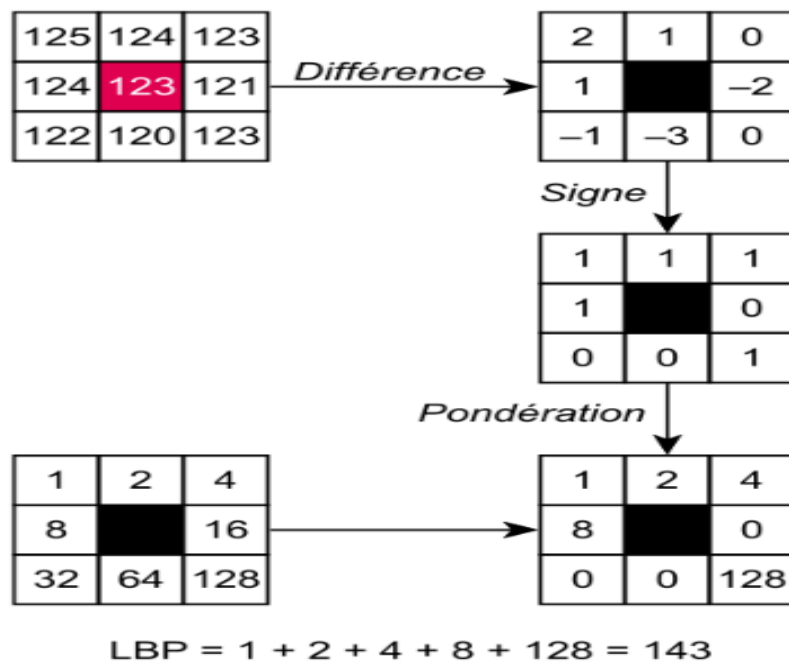 125 124 123 2 1 0
Différence
124 123 121 1 –2
122 120 123 –1 –3 0
Signe
1 1 1
1 0
0 0 1
Pondération
1 2 4 1 2 4
8 16 8 0
32 64 128 0 0 128
LBP = 1 + 2 + 4 + 8 + 128 = 143